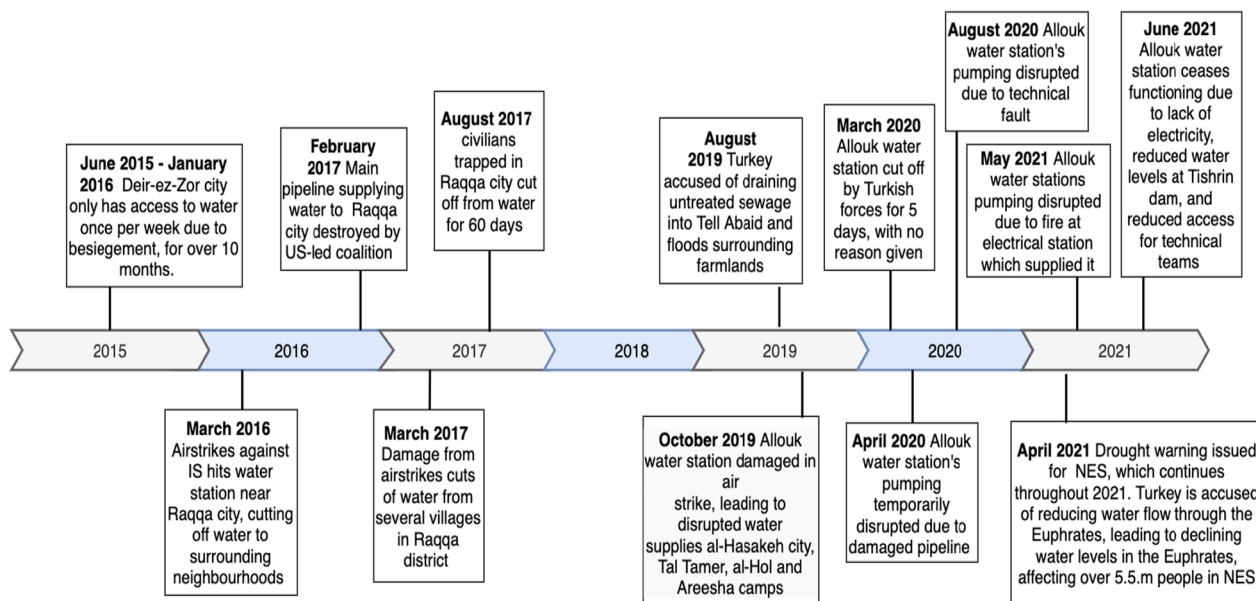 June 2015 - January
2016 Deir-ez-Zor city
only has access to water
once per week due to
besiegement, for over 10
months.
February
2017 Main
pipeline supplying
water to Raqqa
city destroyed by
US-led coalition
August 2017
civilians
trapped in
Raqqa city cut
off from water
for 60 days
August
2019 Turkey
accused of draining
untreated sewage
into Tell Abaid and
floods surrounding
farmlands
March 2020
Allouk water
station cut off
by Turkish
forces for 5
days, with no
reason given
August 2020 Allouk
water station's
pumping disrupted
due to technical
fault
May 2021 Allouk
water stations
pumping disrupted
due to fire at
electrical station
which supplied it
June 2021
Allouk water
station ceases
functioning due
to lack of
electricity,
reduced water
levels at Tishrin
dam, and
reduced access
for technical
teams
2015
2016
2017
2018
2019
2020
2021
March 2016
Airstrikes against
IS hits water
station near
Raqqa city, cutting
off water to
surrounding
neighbourhoods
March 2017
Damage from
airstrikes cuts
of water from
several villages
in Raqqa
district
October 2019 Allouk
water station damaged in
air
strike, leading to
disrupted water
supplies al-Hasakeh city,
Tal Tamer, al-Hol and
Areesha camps
April 2020 Allouk
water station's
pumping
temporarily
disrupted due to
damaged pipeline
April 2021 Drought warning issued
for NES, which continues
throughout 2021. Turkey is accused
of reducing water flow through the
Euphrates, leading to declining
water levels in the Euphrates,
affecting over 5.5.m people in NES